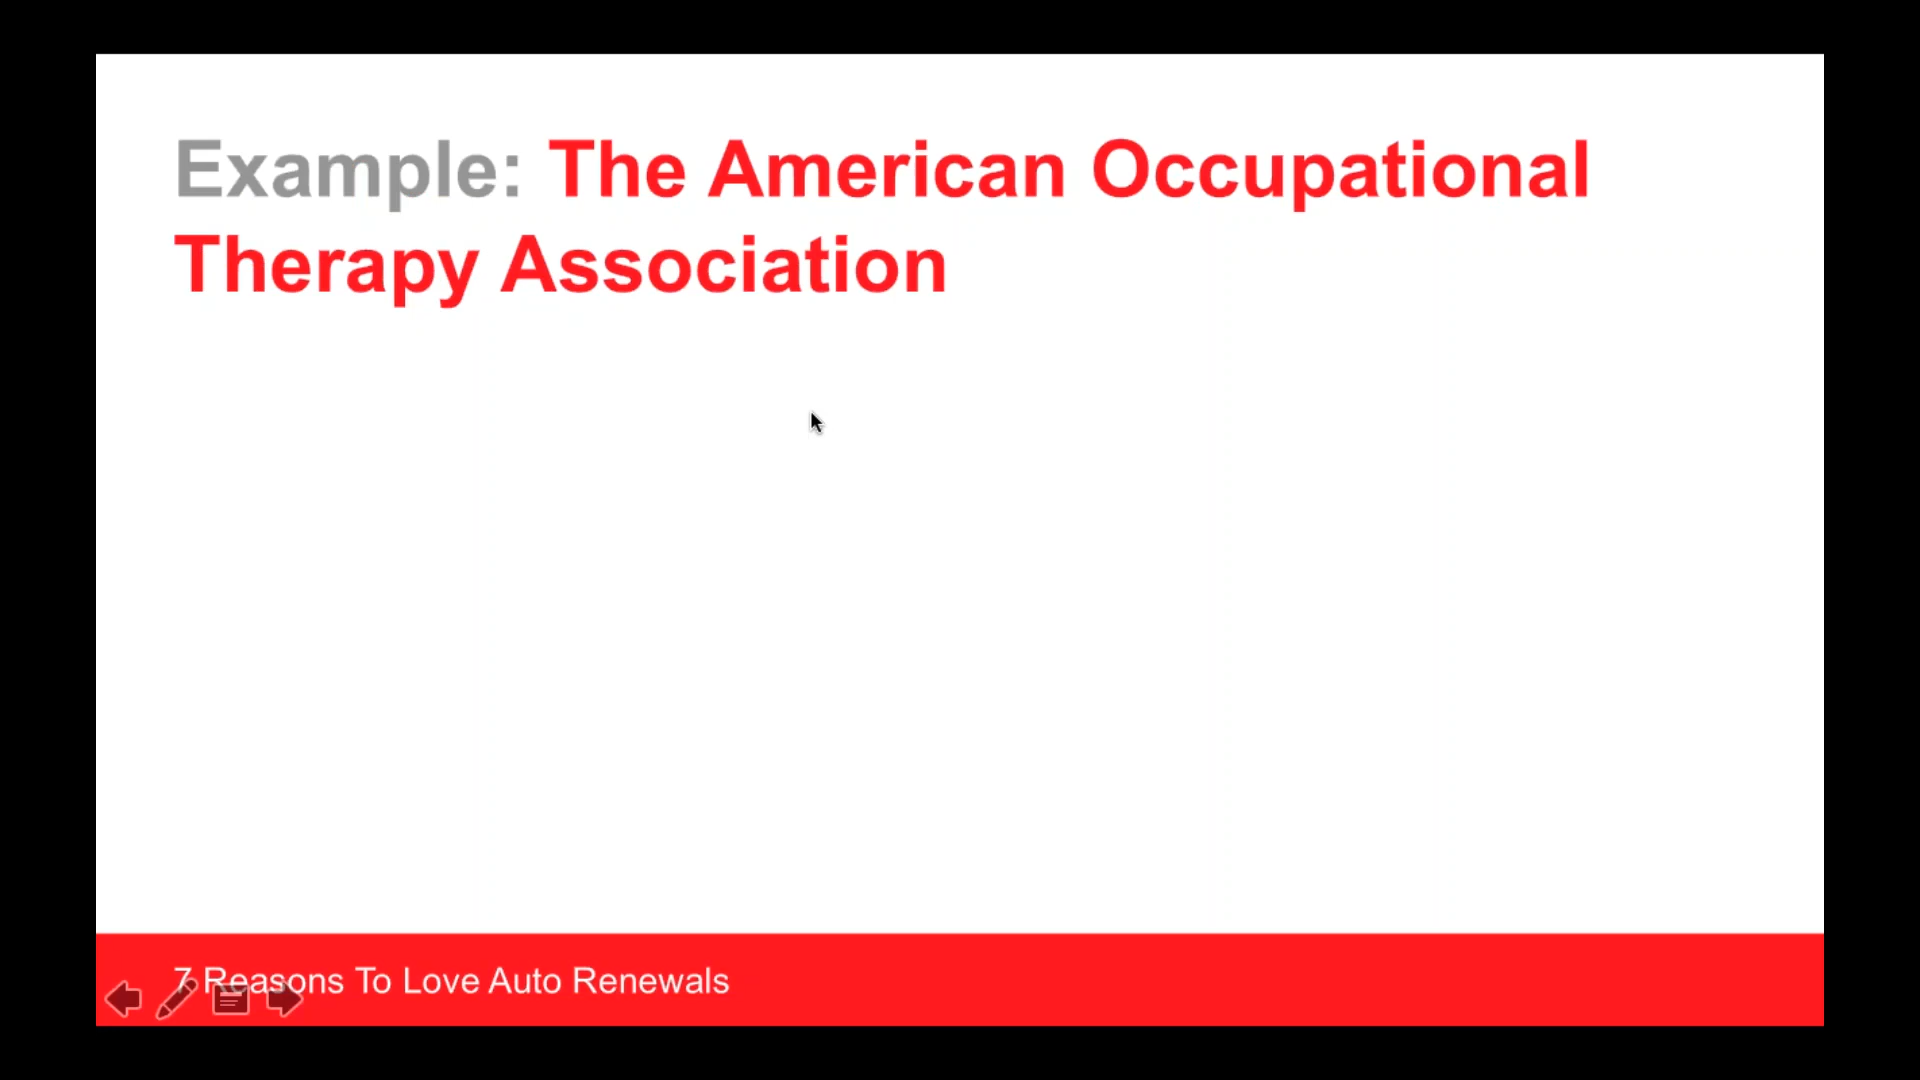 Example: The American Occupational
Therapy Association
7 Reasons To Love Auto Renewals